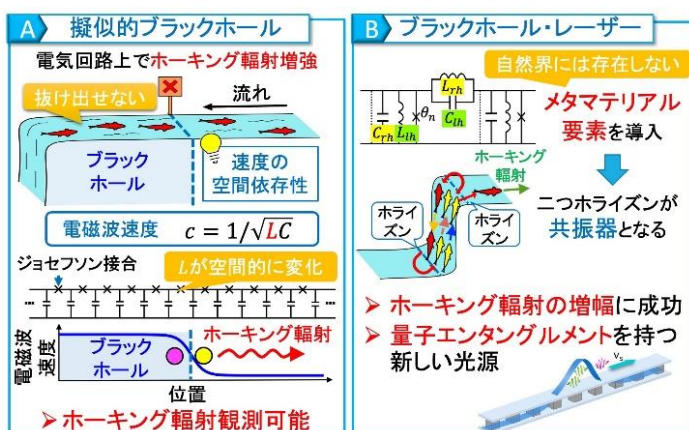 A 擬似的ブラックホール
電気回路上でホーキング輻射増強
抜け出せない
流れ
ブラック
ホール
速度の
空間依存性
電磁波速度 c = 1/√LC
ジョセフソン接合
Lが空間的に変化
電磁波
速度
ブラック
ホール
ホーキング輻射
位置
➢ ホーキング輻射観測可能
B ブラックホール・レーザー
自然界には存在しない
L_rh
C_lh
θ_n
C_rh L_lh
メタマテリアル
要素を導入
ホーキング
輻射
ホライ
ズン
ホライ
ズン
二つホライズンが
共振器となる
➢ ホーキング輻射の増幅に成功
➢ 量子エンタングルメントを持つ
新しい光源
v_s